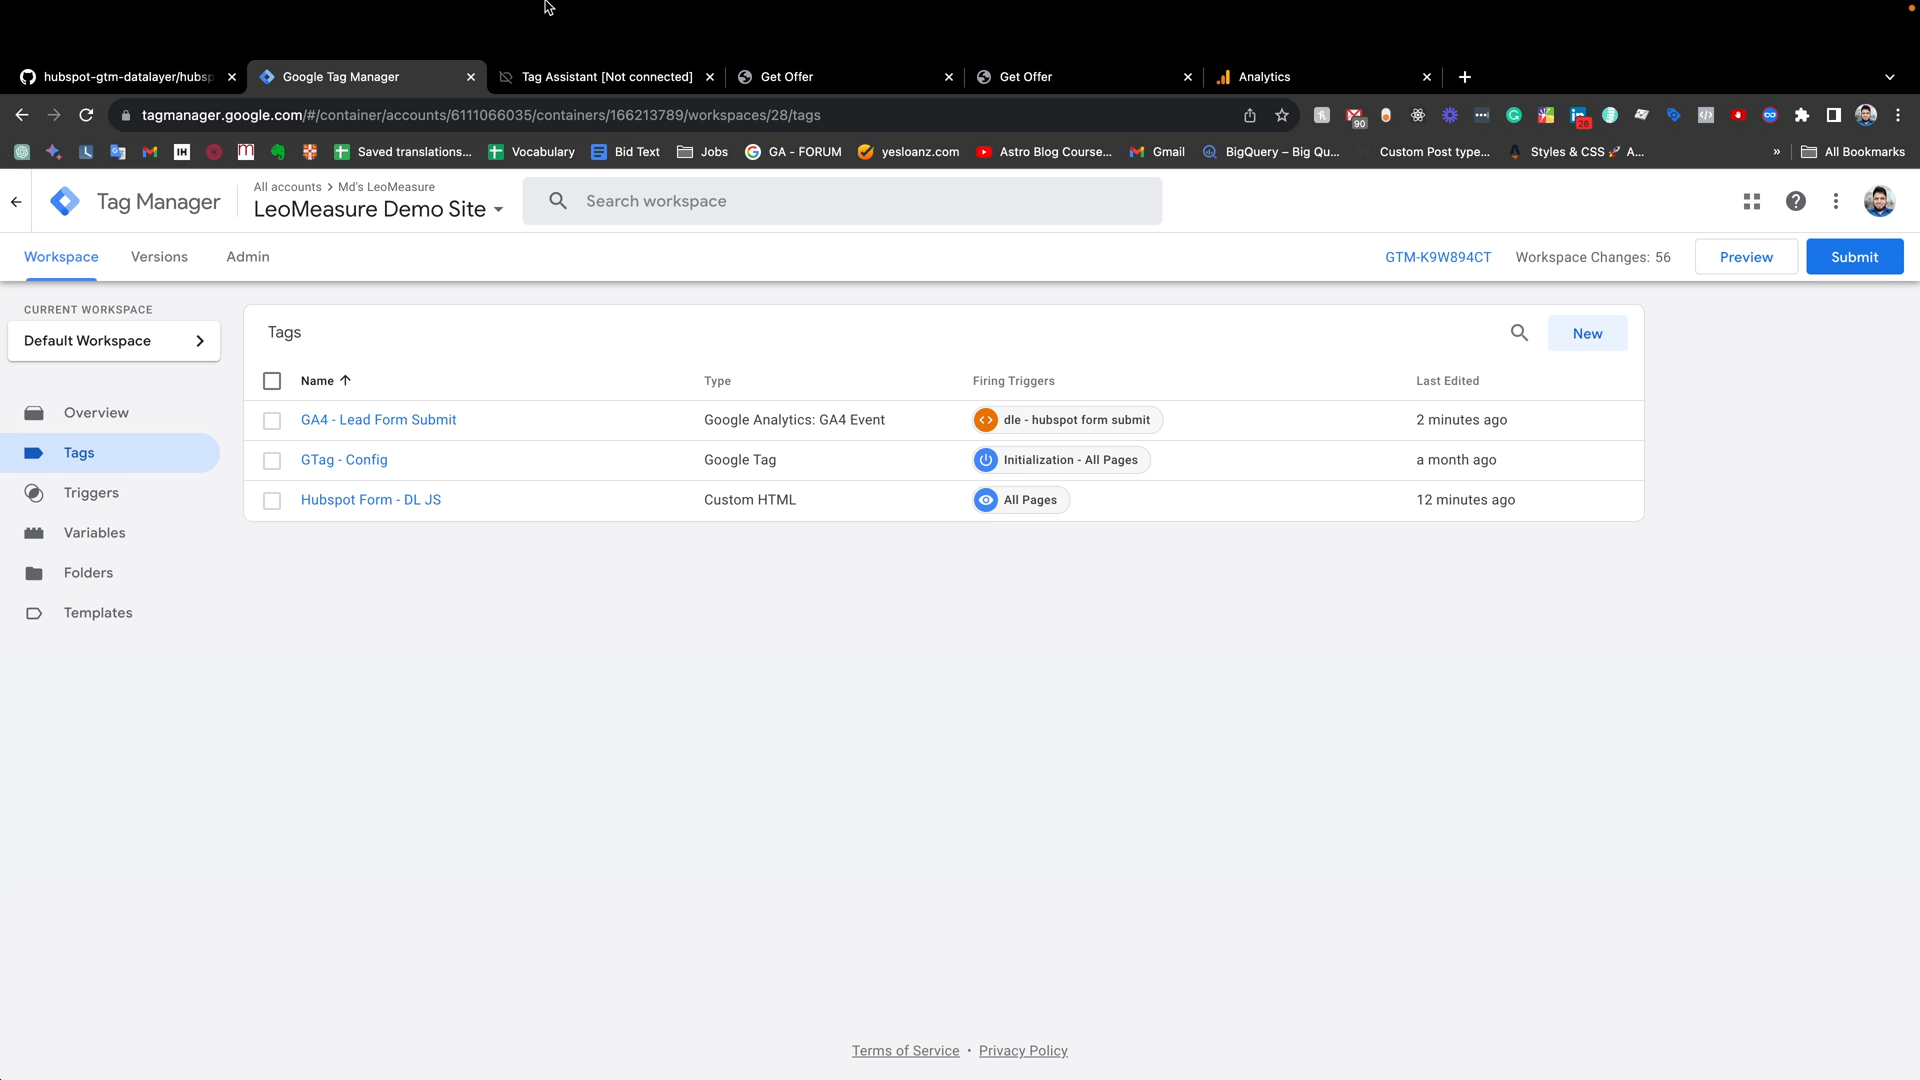 hubspot-gtm-datalayer/hubsp
Google Tag Manager
Tag Assistant [Not connected]
Get Offer
Get Offer
Analytics
tagmanager.google.com/#/container/accounts/6111066035/containers/166213789/workspaces/28/tags
90
28
IH
Saved translations...
Vocabulary
Bid Text
Jobs
GA - FORUM
yesloanz.com
Astro Blog Course...
Gmail
BigQuery – Big Qu...
Custom Post type...
Styles & CSS 🚀 A...
»
All Bookmarks
Tag Manager
All accounts > Md's LeoMeasure
LeoMeasure Demo Site
Search workspace
Workspace
Versions
Admin
GTM-K9W894CT
Workspace Changes: 56
Preview
Submit
CURRENT WORKSPACE
Default Workspace
Overview
Tags
Triggers
Variables
Folders
Templates
Tags
New
Name
Type
Firing Triggers
Last Edited
GA4 - Lead Form Submit
Google Analytics: GA4 Event
dle - hubspot form submit
2 minutes ago
GTag - Config
Google Tag
Initialization - All Pages
a month ago
Hubspot Form - DL JS
Custom HTML
All Pages
12 minutes ago
Terms of Service • Privacy Policy